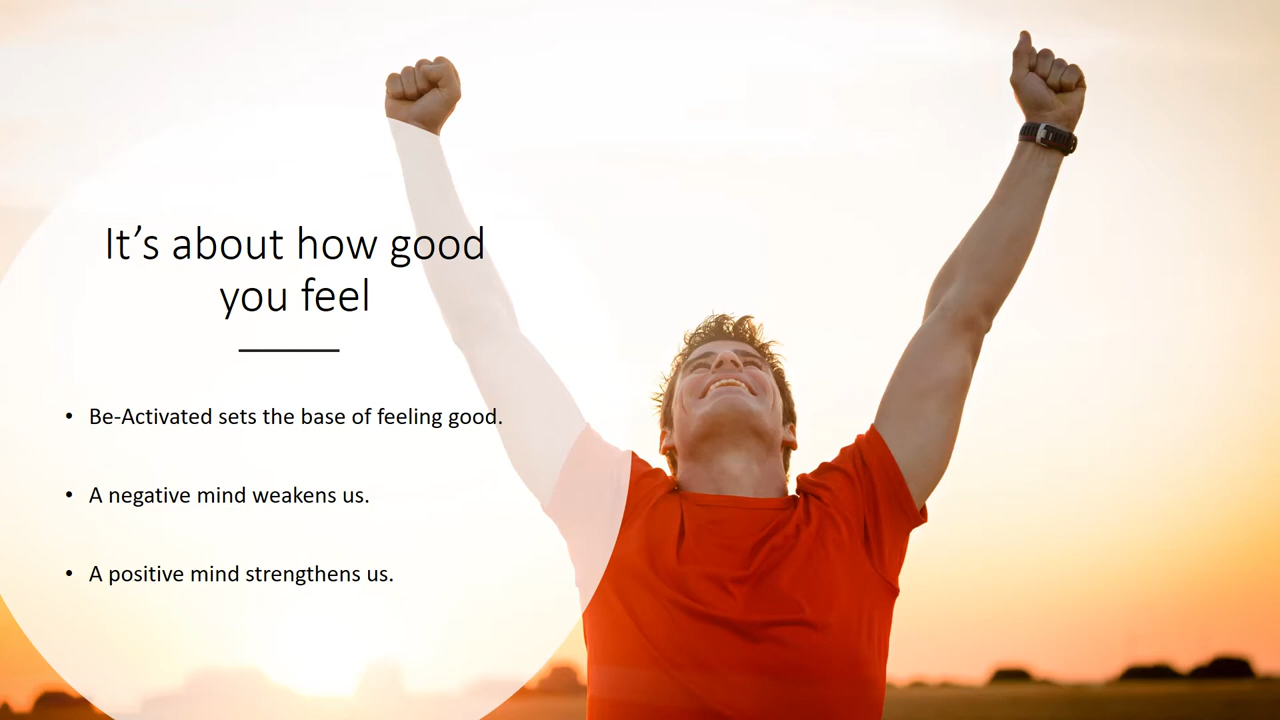 It’s about how good
you feel
• Be-Activated sets the base of feeling good.
• A negative mind weakens us.
• A positive mind strengthens us.